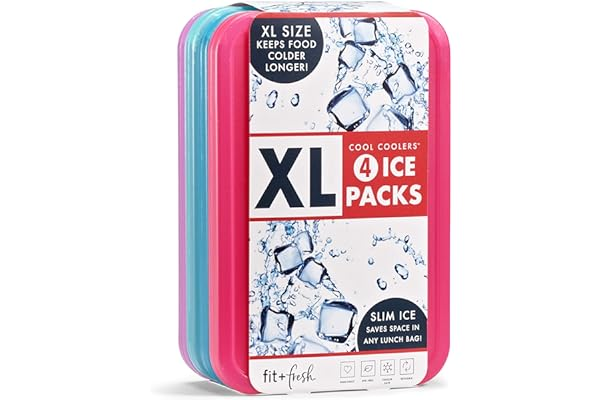 XL SIZE
KEEPS FOOD
COLDER
LONGER!
COOL COOLERS™
XL
4 ICE
PACKS
SLIM ICE
SAVES SPACE IN
ANY LUNCH BAG!
fit + fresh